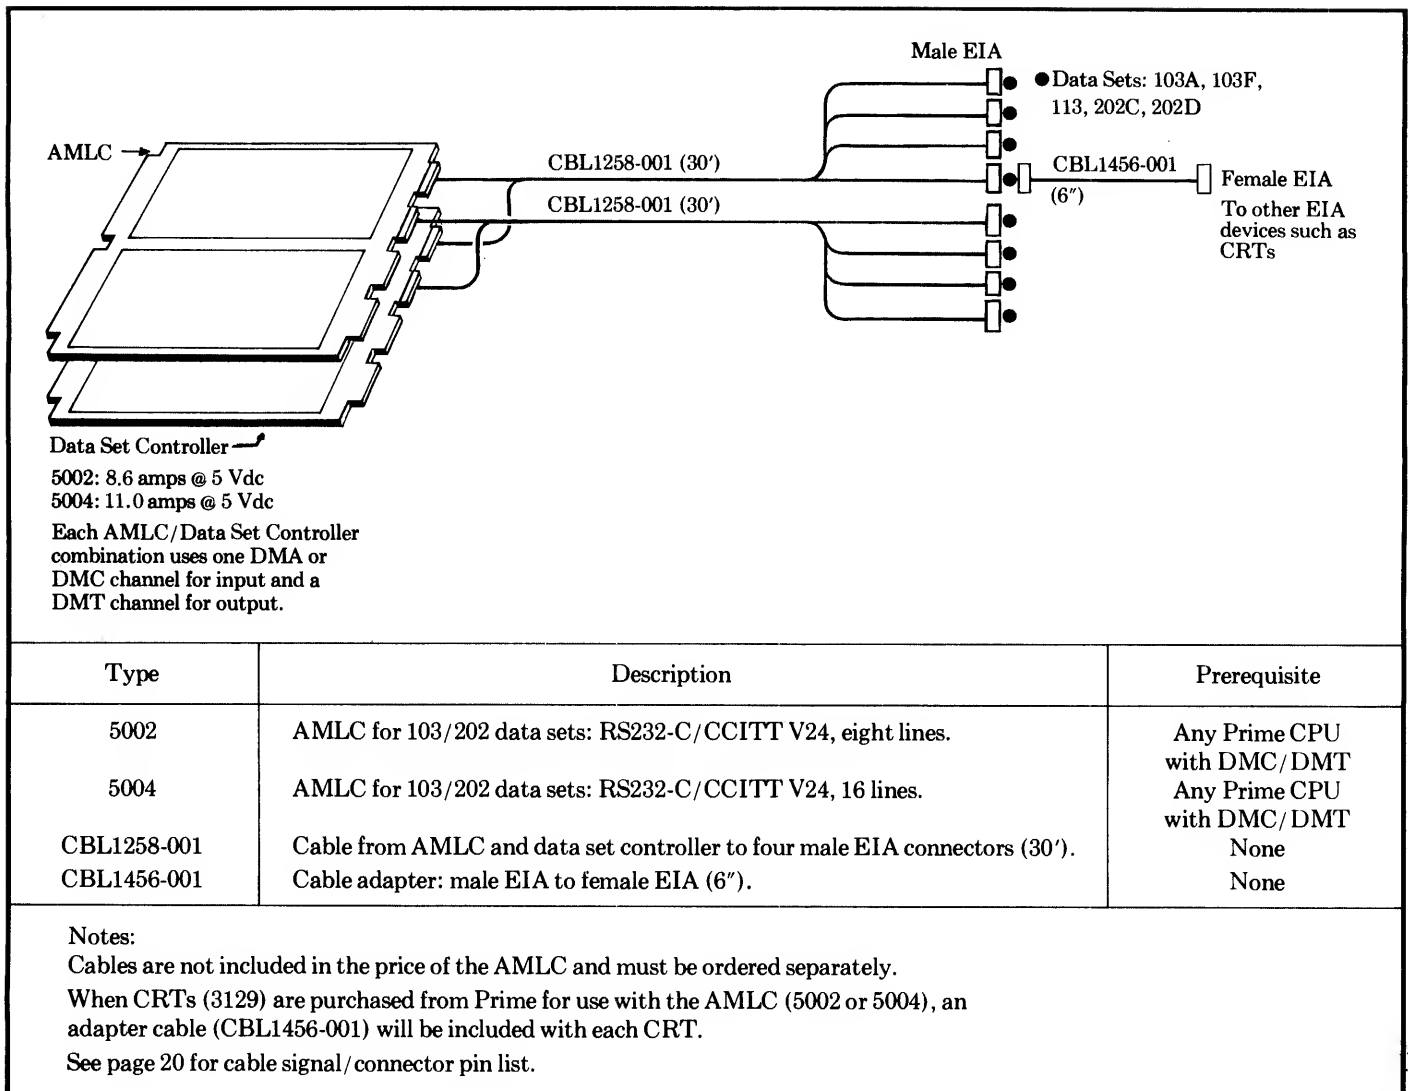 Male EIA
● Data Sets: 103A, 103F,
113, 202C, 202D
AMLC
CBL1258-001 (30′)
CBL1456-001
(6″)
Female EIA
CBL1258-001 (30′)
To other EIA
devices such as
CRTs
Data Set Controller
5002: 8.6 amps @ 5 Vdc
5004: 11.0 amps @ 5 Vdc
Each AMLC/Data Set Controller
combination uses one DMA or
DMC channel for input and a
DMT channel for output.
Type Description Prerequisite
5002 AMLC for 103/202 data sets: RS232-C/CCITT V24, eight lines. Any Prime CPU
with DMC/DMT
5004 AMLC for 103/202 data sets: RS232-C/CCITT V24, 16 lines. Any Prime CPU
with DMC/DMT
CBL1258-001 Cable from AMLC and data set controller to four male EIA connectors (30′). None
CBL1456-001 Cable adapter: male EIA to female EIA (6″). None
Notes:
Cables are not included in the price of the AMLC and must be ordered separately.
When CRTs (3129) are purchased from Prime for use with the AMLC (5002 or 5004), an
adapter cable (CBL1456-001) will be included with each CRT.
See page 20 for cable signal/connector pin list.